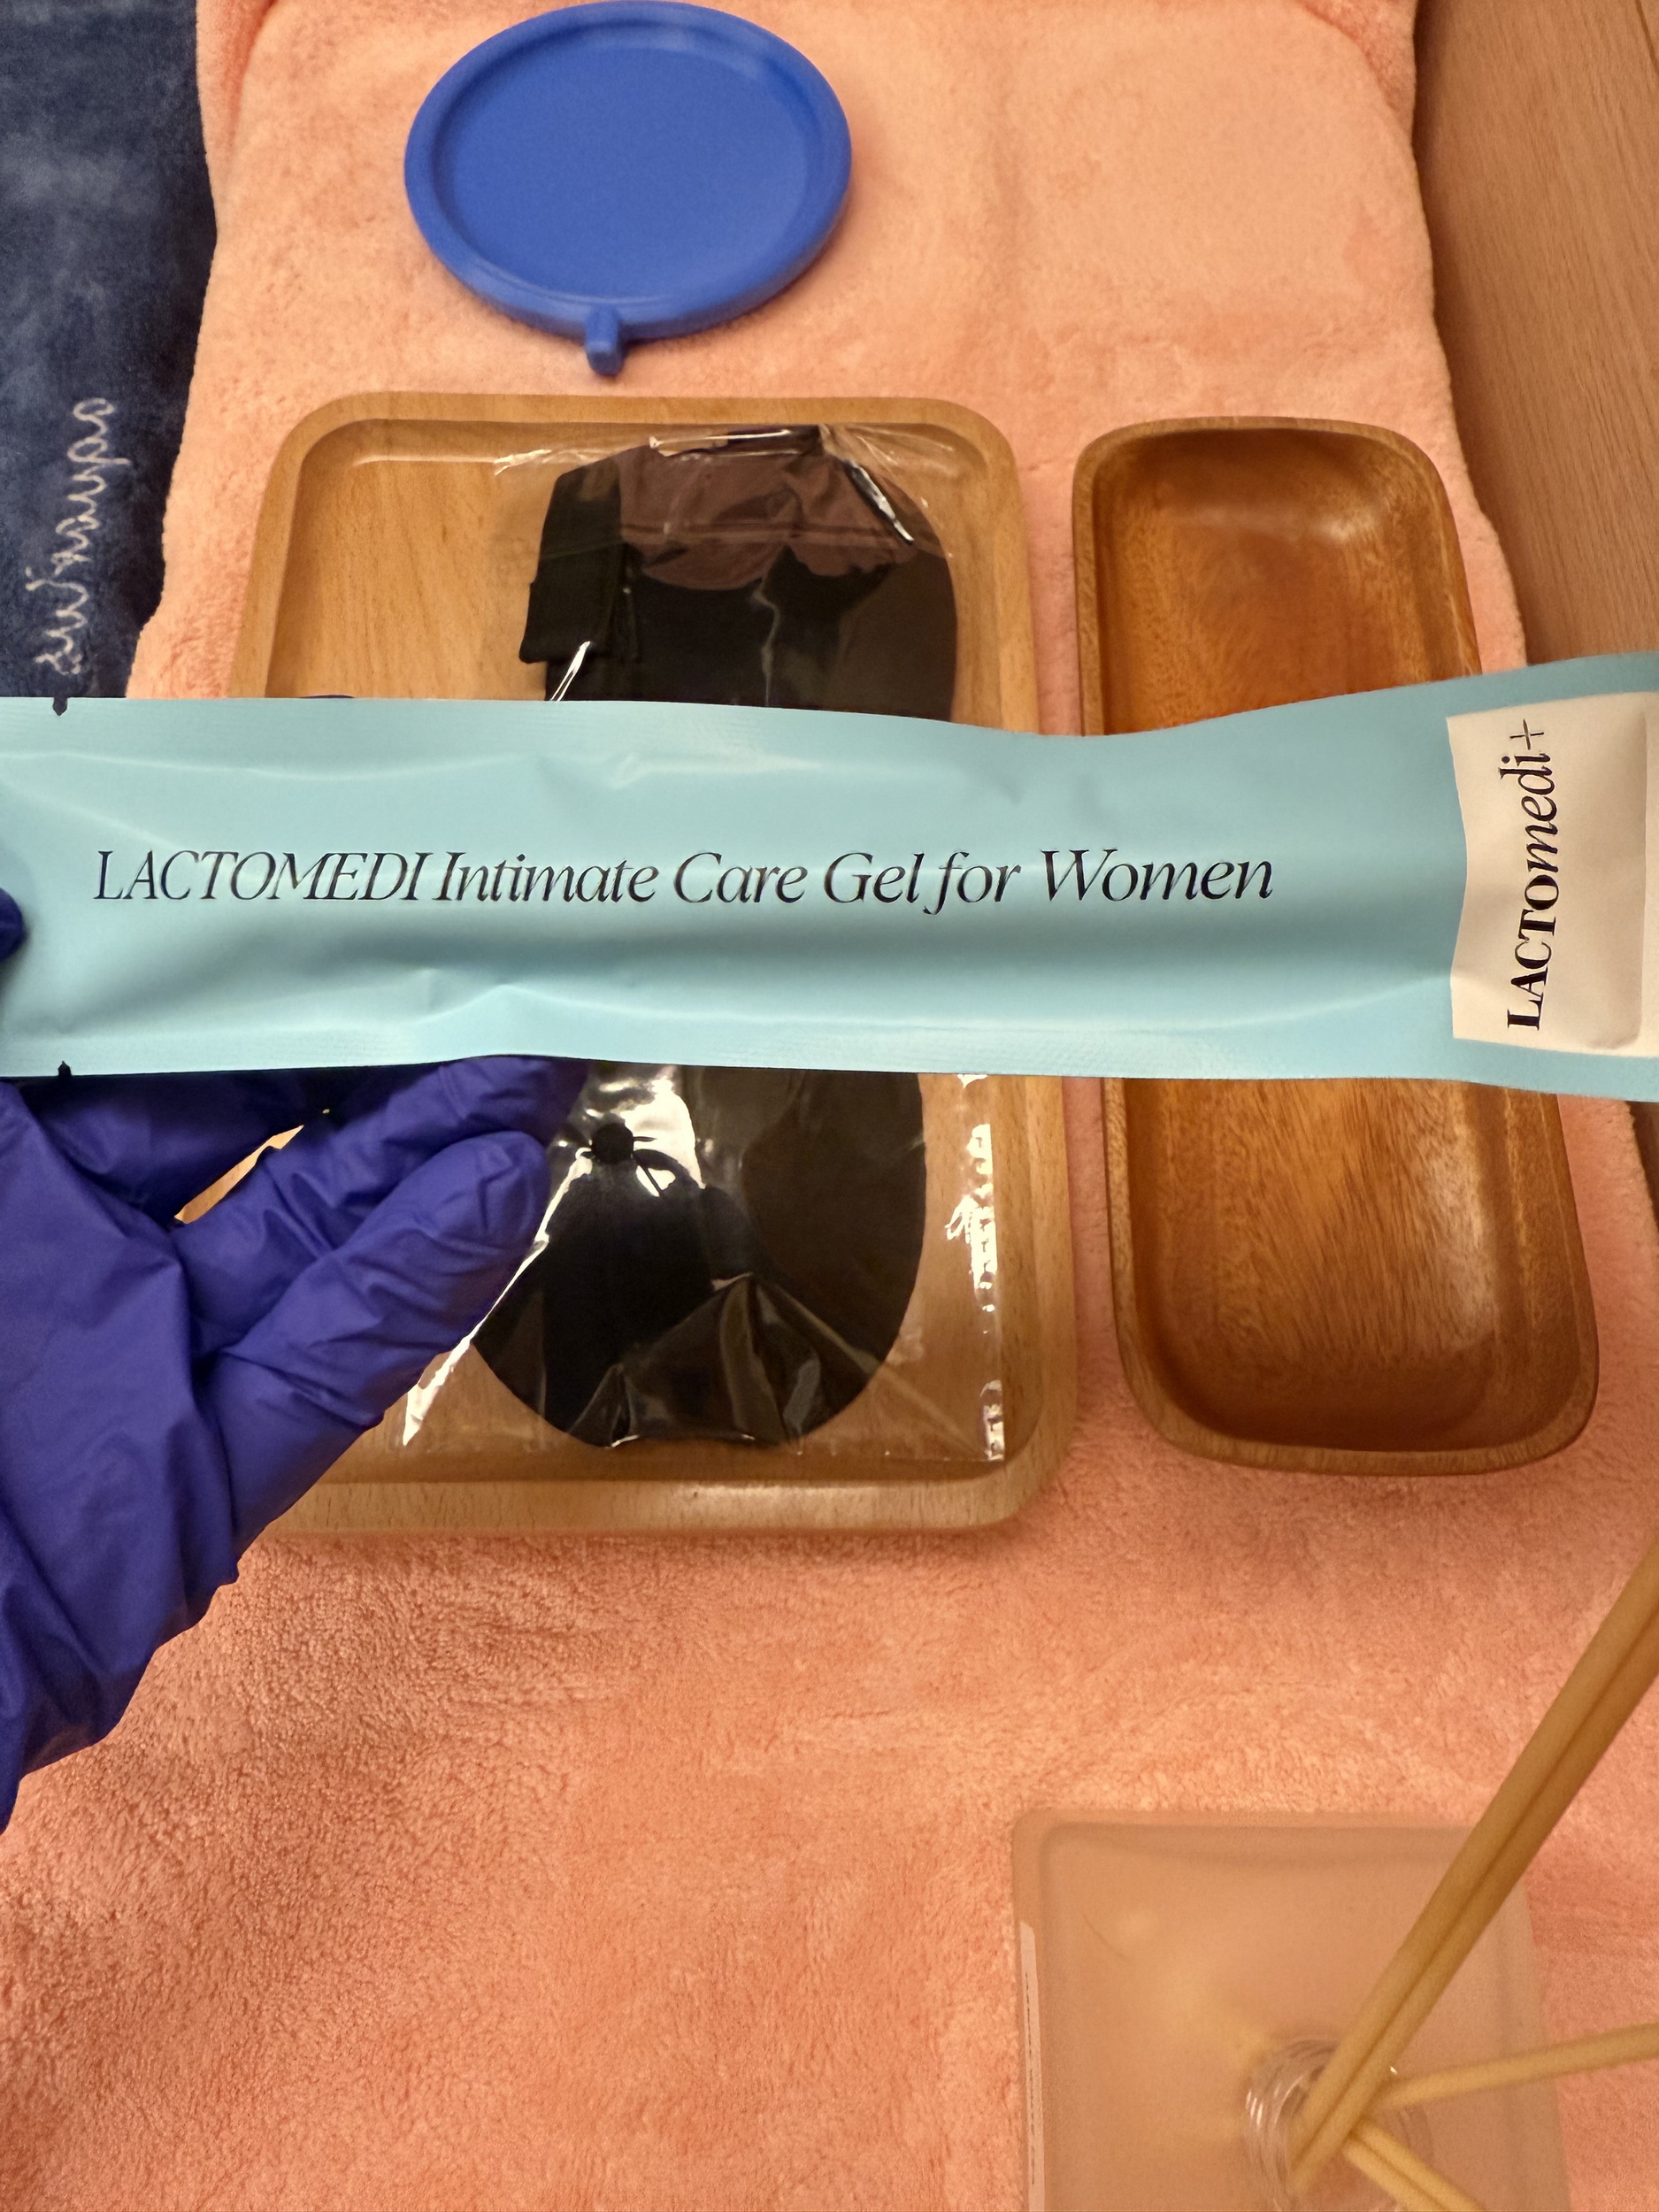 LACTOMEDI Intimate Care Gel for Women
LACTOmedi+